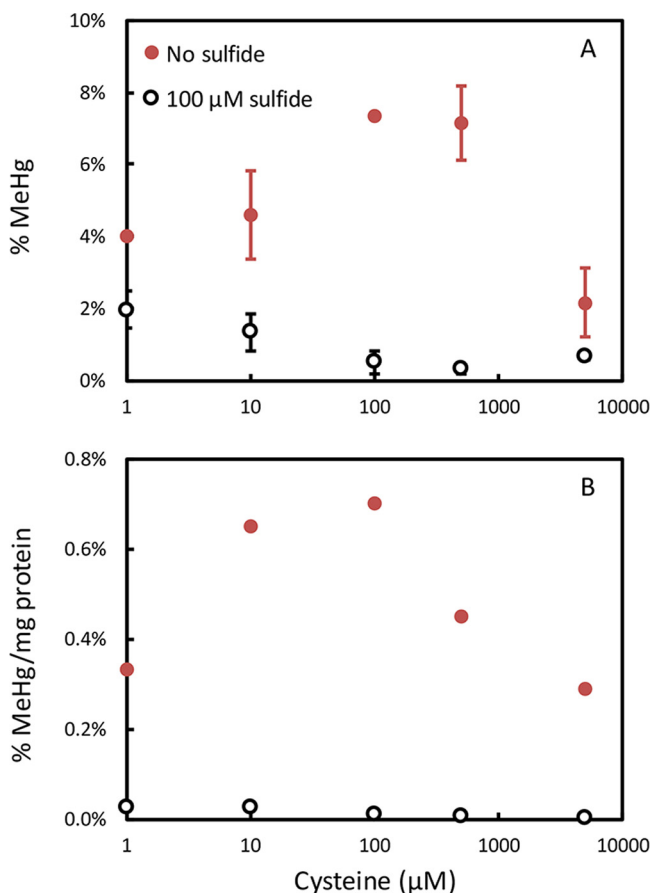 10%
A
No sulfide
8%
100 µM sulfide
6%
% MeHg
4%
2%
0%
1 10 100 1000 10000
0.8%
B
0.6%
% MeHg/mg protein
0.4%
0.2%
0.0%
1 10 100 1000 10000
Cysteine (µM)